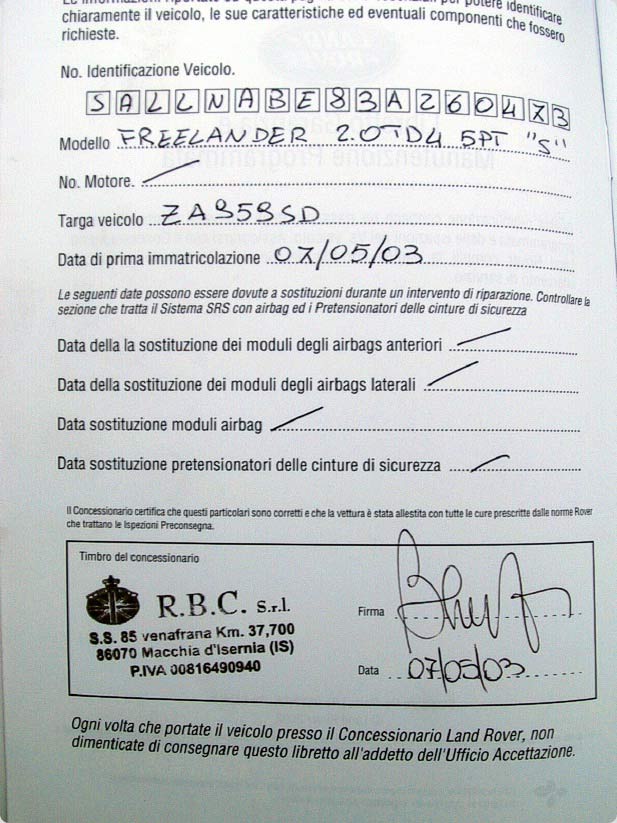 per potere identificare
chiaramente il veicolo, le sue caratteristiche ed eventuali componenti che fossero
richieste.
No. Identificazione Veicolo.
SALLNABE83A260473
Modello FREELANDER 2.0TD4 5PT "S"
No. Motore.
Targa veicolo ZA959SD
Data di prima immatricolazione 07/05/03
Le seguenti date possono essere dovute a sostituzioni durante un intervento di riparazione. Controllare la
sezione che tratta il Sistema SRS con airbag ed i Pretensionatori delle cinture di sicurezza
Data della la sostituzione dei moduli degli airbags anteriori
Data della sostituzione dei moduli degli airbags laterali
Data sostituzione moduli airbag
Data sostituzione pretensionatori delle cinture di sicurezza
Il Concessionario certifica che questi particolari sono corretti e che la vettura è stata allestita con tutte le cure prescritte dalle norme Rover
che trattano le Ispezioni Preconsegna.
Timbro del concessionario
R.B.C. S.r.l.
S.S. 85 venafrana Km. 37,700
86070 Macchia d'Isernia (IS)
P.IVA 00816490940
Firma
Data 07/05/03
Ogni volta che portate il veicolo presso il Concessionario Land Rover, non
dimenticate di consegnare questo libretto all'addetto dell'Ufficio Accettazione.